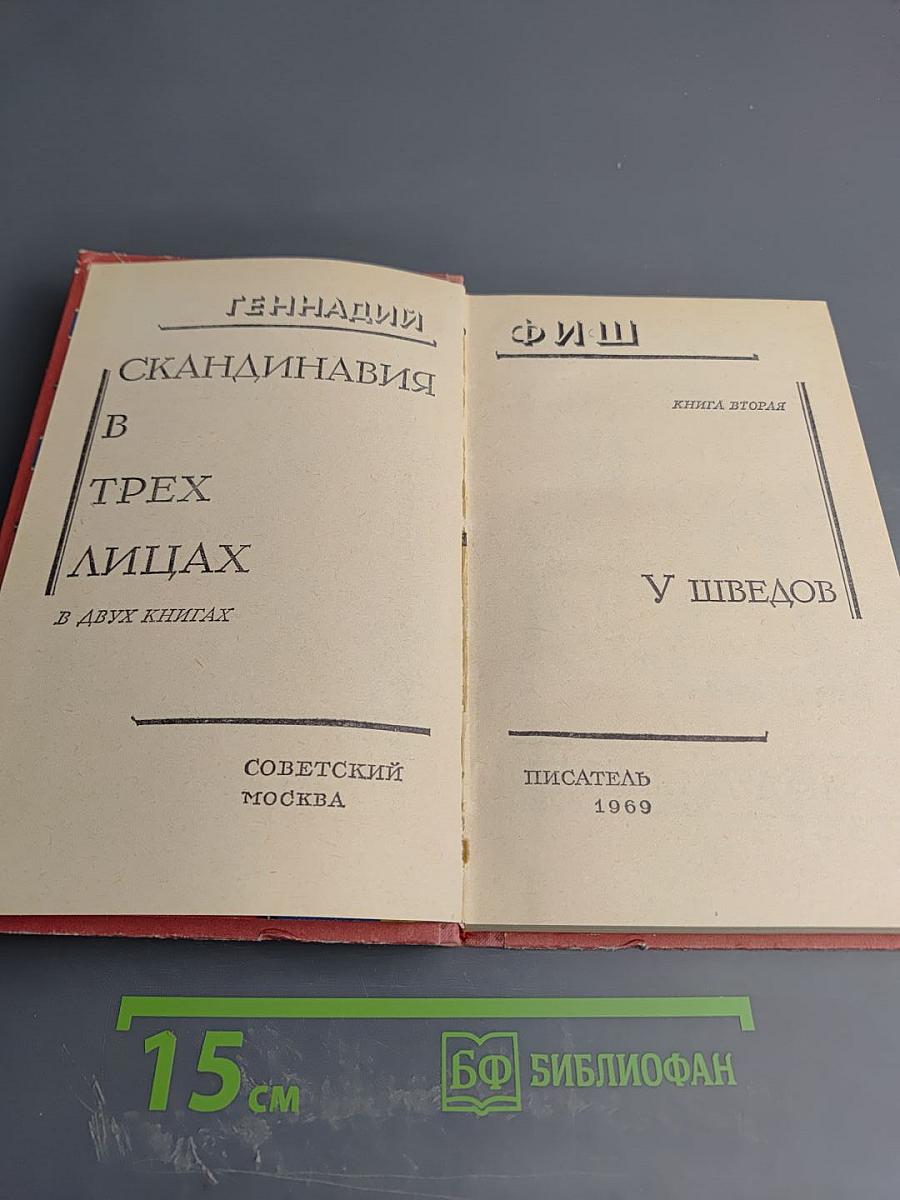 ГЕННАДИЙ
СКАНДИНАВИЯ
В
ТРЕХ
ЛИЦАХ
В ДВУХ КНИГАХ
СОВЕТСКИЙ
МОСКВА
ФИШ
КНИГА ВТОРАЯ
У ШВЕДОВ
ПИСАТЕЛЬ
1969
15 см
БФ БИБЛИОФАН